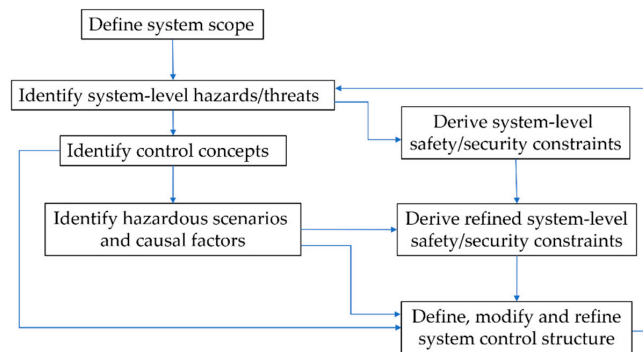 Define system scope
Identify system-level hazards/threats
Derive system-level
safety/security constraints
Identify control concepts
Identify hazardous scenarios
and causal factors
Derive refined system-level
safety/security constraints
Define, modify and refine
system control structure